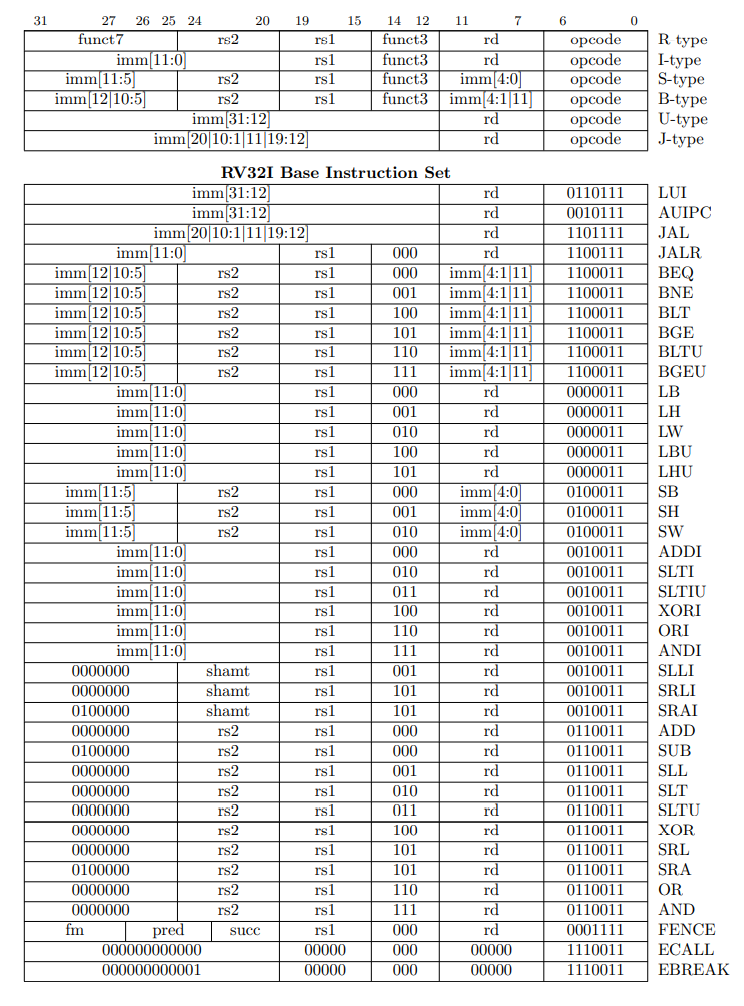 31 27 26 25 24 20 19 15 14 12 11 7 6 0
funct7 rs2 rs1 funct3 rd opcode R type
imm[11:0] rs1 funct3 rd opcode I-type
imm[11:5] rs2 rs1 funct3 imm[4:0] opcode S-type
imm[12|10:5] rs2 rs1 funct3 imm[4:1|11] opcode B-type
imm[31:12] rd opcode U-type
imm[20|10:1|11|19:12] rd opcode J-type
RV32I Base Instruction Set
imm[31:12] rd 0110111 LUI
imm[31:12] rd 0010111 AUIPC
imm[20|10:1|11|19:12] rd 1101111 JAL
imm[11:0] rs1 000 rd 1100111 JALR
imm[12|10:5] rs2 rs1 000 imm[4:1|11] 1100011 BEQ
imm[12|10:5] rs2 rs1 001 imm[4:1|11] 1100011 BNE
imm[12|10:5] rs2 rs1 100 imm[4:1|11] 1100011 BLT
imm[12|10:5] rs2 rs1 101 imm[4:1|11] 1100011 BGE
imm[12|10:5] rs2 rs1 110 imm[4:1|11] 1100011 BLTU
imm[12|10:5] rs2 rs1 111 imm[4:1|11] 1100011 BGEU
imm[11:0] rs1 000 rd 0000011 LB
imm[11:0] rs1 001 rd 0000011 LH
imm[11:0] rs1 010 rd 0000011 LW
imm[11:0] rs1 100 rd 0000011 LBU
imm[11:0] rs1 101 rd 0000011 LHU
imm[11:5] rs2 rs1 000 imm[4:0] 0100011 SB
imm[11:5] rs2 rs1 001 imm[4:0] 0100011 SH
imm[11:5] rs2 rs1 010 imm[4:0] 0100011 SW
imm[11:0] rs1 000 rd 0010011 ADDI
imm[11:0] rs1 010 rd 0010011 SLTI
imm[11:0] rs1 011 rd 0010011 SLTIU
imm[11:0] rs1 100 rd 0010011 XORI
imm[11:0] rs1 110 rd 0010011 ORI
imm[11:0] rs1 111 rd 0010011 ANDI
0000000 shamt rs1 001 rd 0010011 SLLI
0000000 shamt rs1 101 rd 0010011 SRLI
0100000 shamt rs1 101 rd 0010011 SRAI
0000000 rs2 rs1 000 rd 0110011 ADD
0100000 rs2 rs1 000 rd 0110011 SUB
0000000 rs2 rs1 001 rd 0110011 SLL
0000000 rs2 rs1 010 rd 0110011 SLT
0000000 rs2 rs1 011 rd 0110011 SLTU
0000000 rs2 rs1 100 rd 0110011 XOR
0000000 rs2 rs1 101 rd 0110011 SRL
0100000 rs2 rs1 101 rd 0110011 SRA
0000000 rs2 rs1 110 rd 0110011 OR
0000000 rs2 rs1 111 rd 0110011 AND
fm pred succ rs1 000 rd 0001111 FENCE
000000000000 00000 000 00000 1110011 ECALL
000000000001 00000 000 00000 1110011 EBREAK